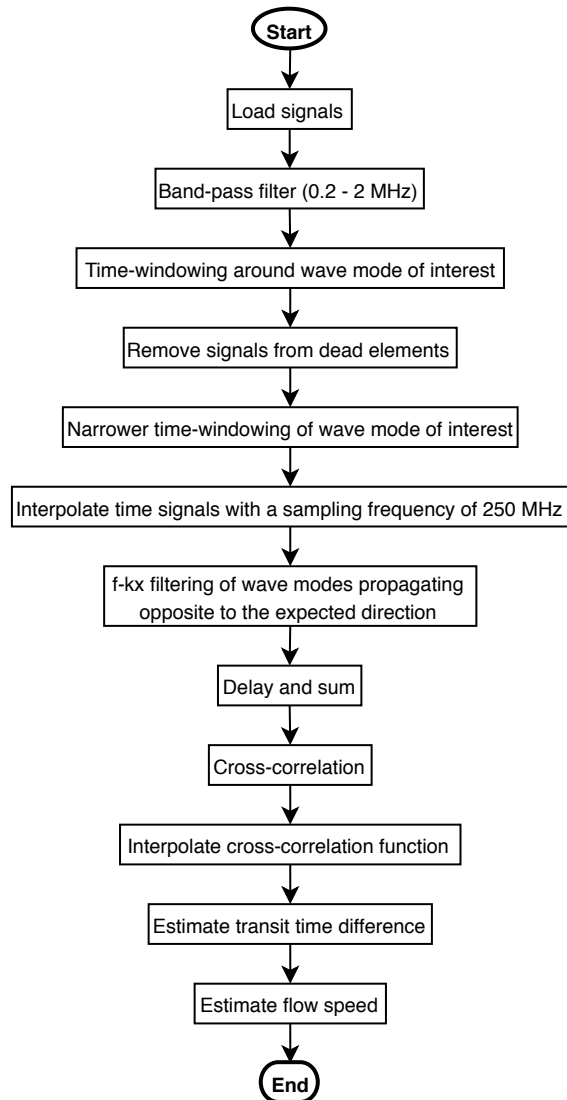 Start
Load signals
Band-pass filter (0.2 - 2 MHz)
Time-windowing around wave mode of interest
Remove signals from dead elements
Narrower time-windowing of wave mode of interest
Interpolate time signals with a sampling frequency of 250 MHz
f-kx filtering of wave modes propagating
opposite to the expected direction
Delay and sum
Cross-correlation
Interpolate cross-correlation function
Estimate transit time difference
Estimate flow speed
End